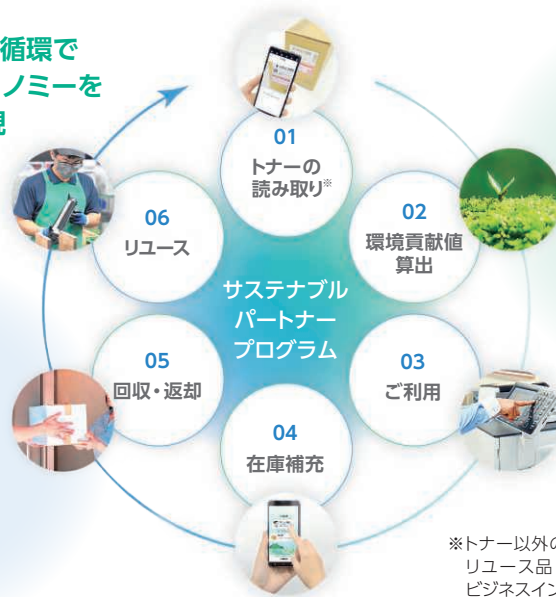 循環で
ノミーを
現
01
トナーの
読み取り※
02
環境貢献値
算出
03
ご利用
04
在庫補充
05
回収・返却
06
リユース
サステナブル
パートナー
プログラム
※トナー以外の
リユース品
ビジネスイン